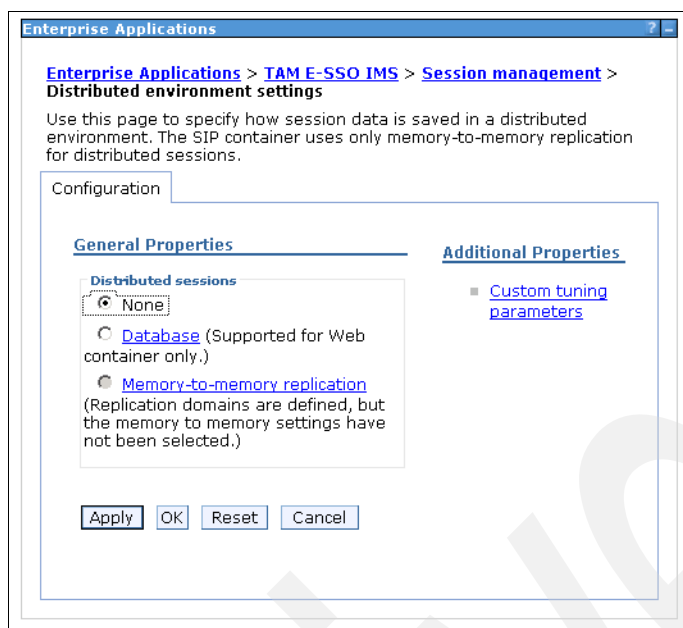 Enterprise Applications ? –
Enterprise Applications > TAM E-SSO IMS > Session management >
Distributed environment settings
Use this page to specify how session data is saved in a distributed
environment. The SIP container uses only memory-to-memory replication
for distributed sessions.
Configuration
General Properties
Distributed sessions
None
Database (Supported for Web
container only.)
Memory-to-memory replication
(Replication domains are defined, but
the memory to memory settings have
not been selected.)
Additional Properties
Custom tuning
parameters
Apply OK Reset Cancel